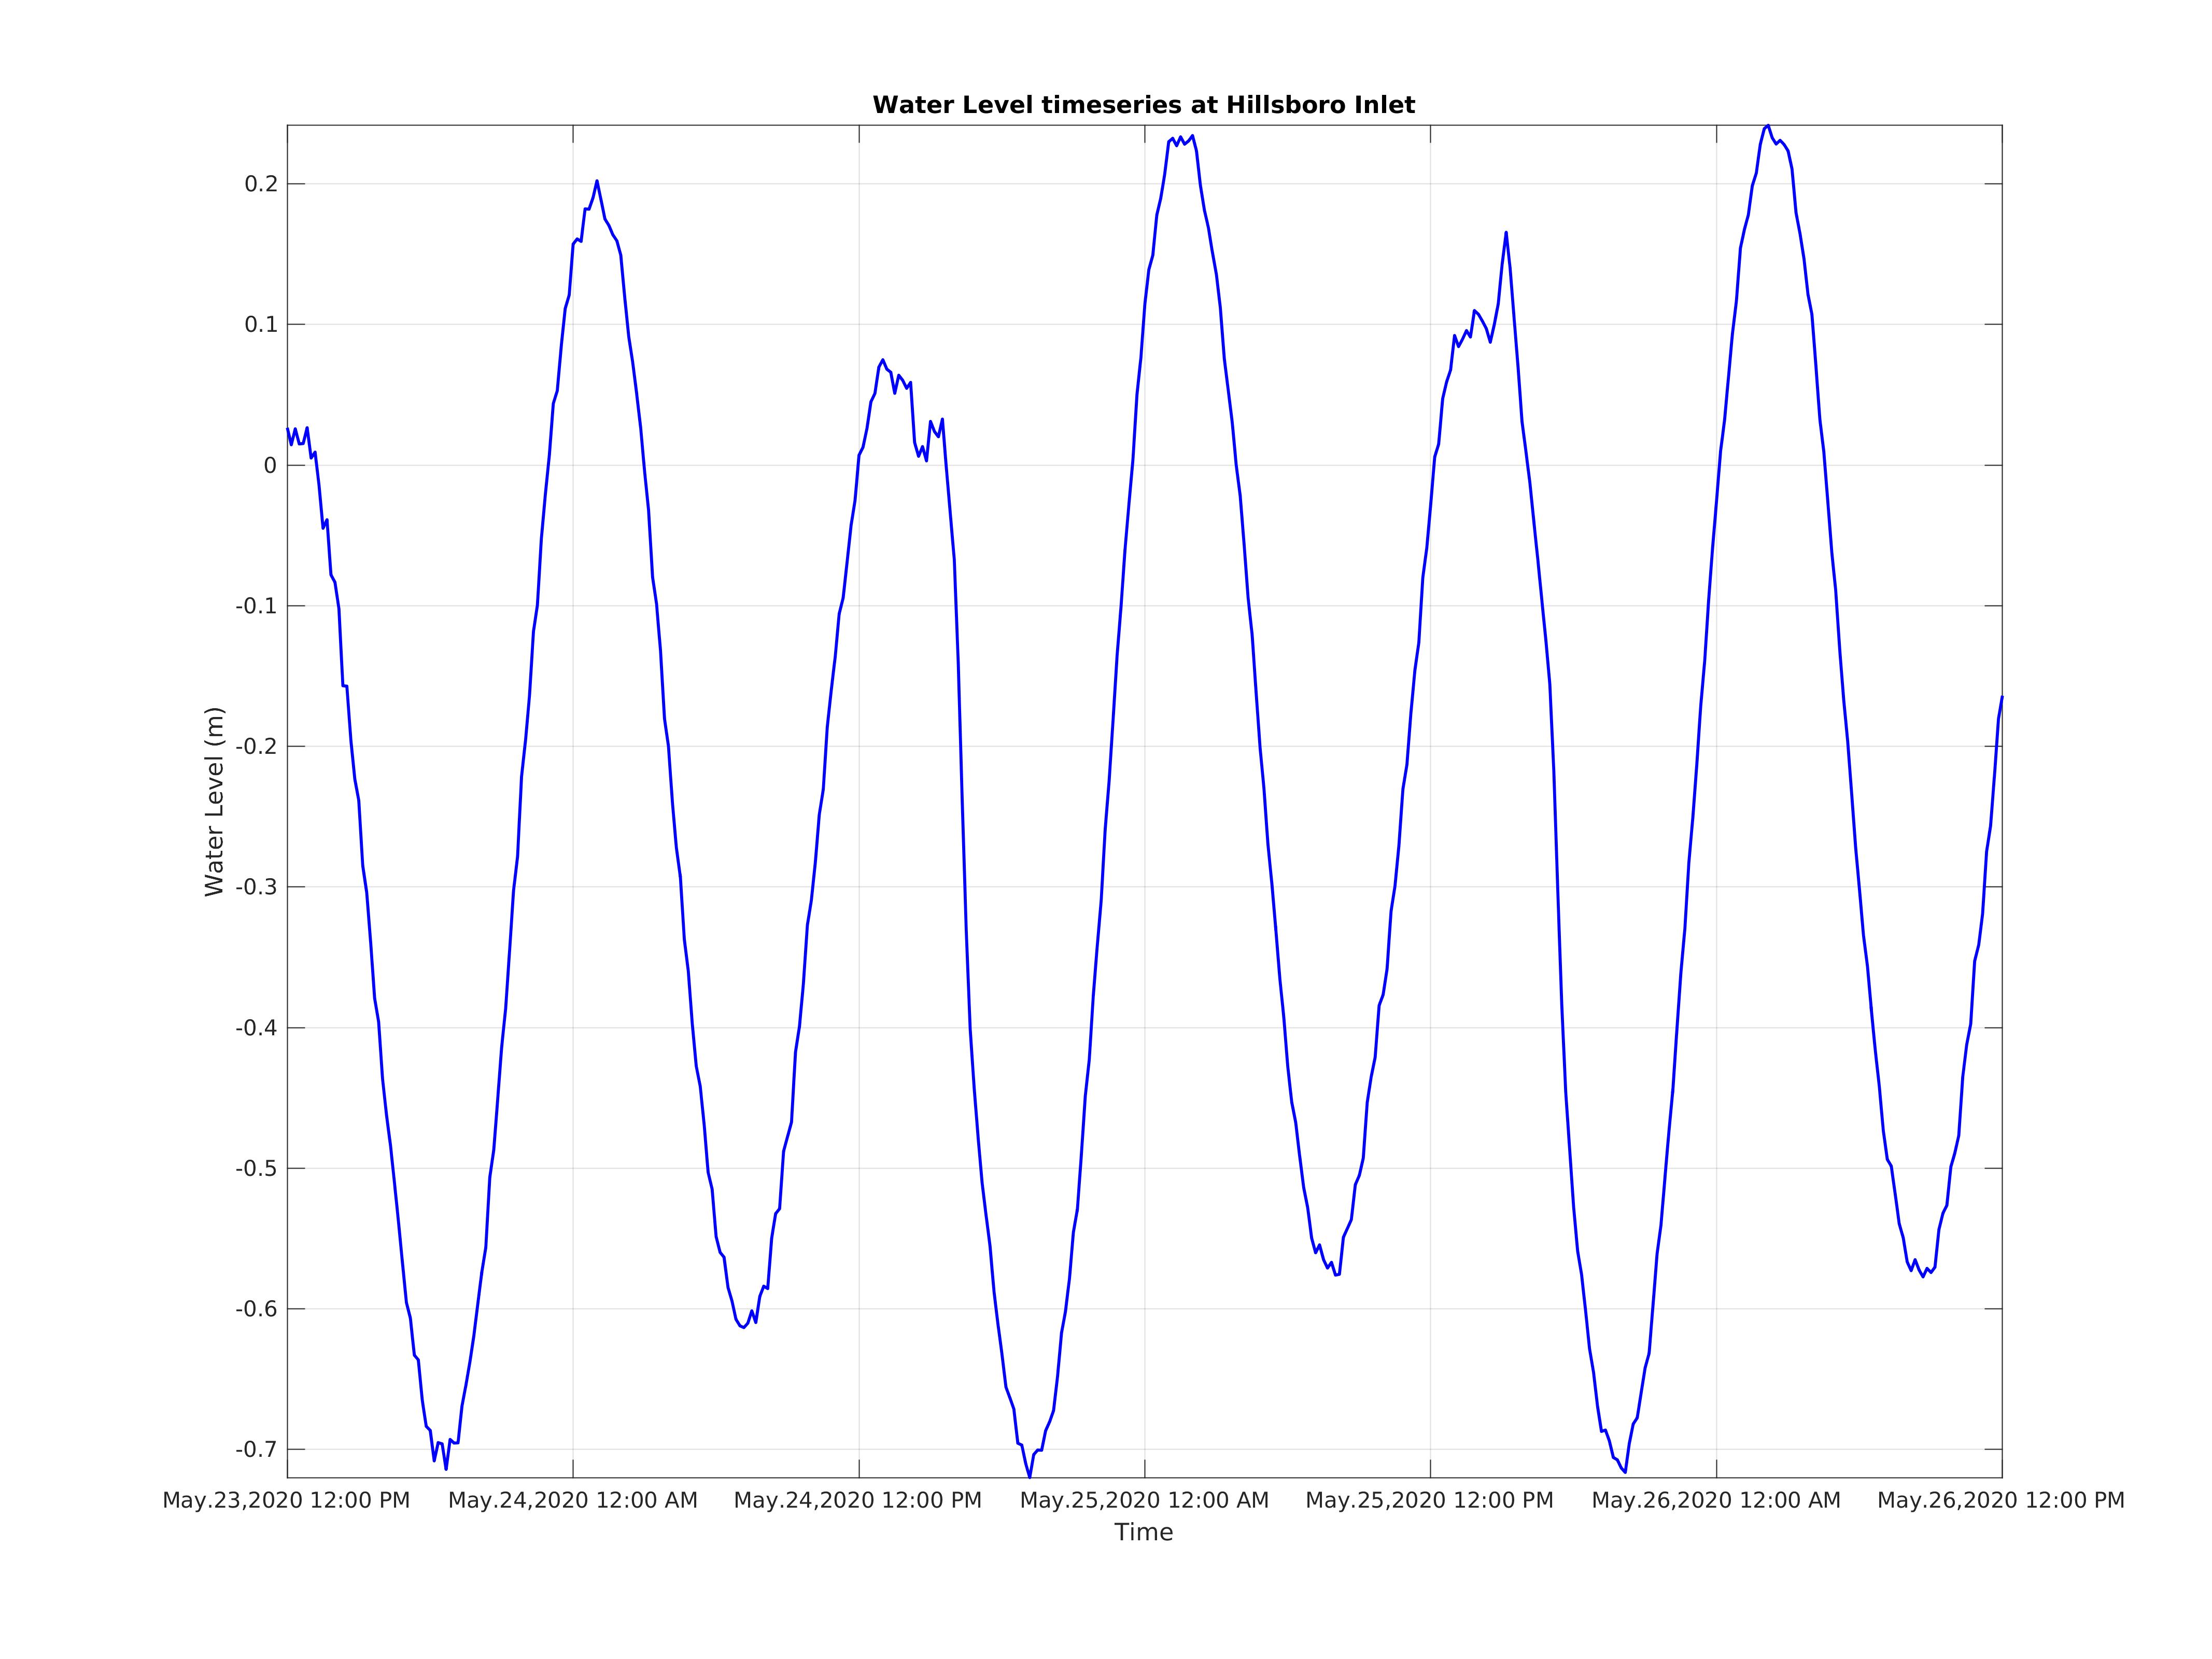 Water Level timeseries at Hillsboro Inlet
0.2
0.1
0
-0.1
-0.2
-0.3
-0.4
-0.5
-0.6
-0.7
Water Level (m)
May.23,2020 12:00 PM
May.24,2020 12:00 AM
May.24,2020 12:00 PM
May.25,2020 12:00 AM
May.25,2020 12:00 PM
May.26,2020 12:00 AM
May.26,2020 12:00 PM
Time